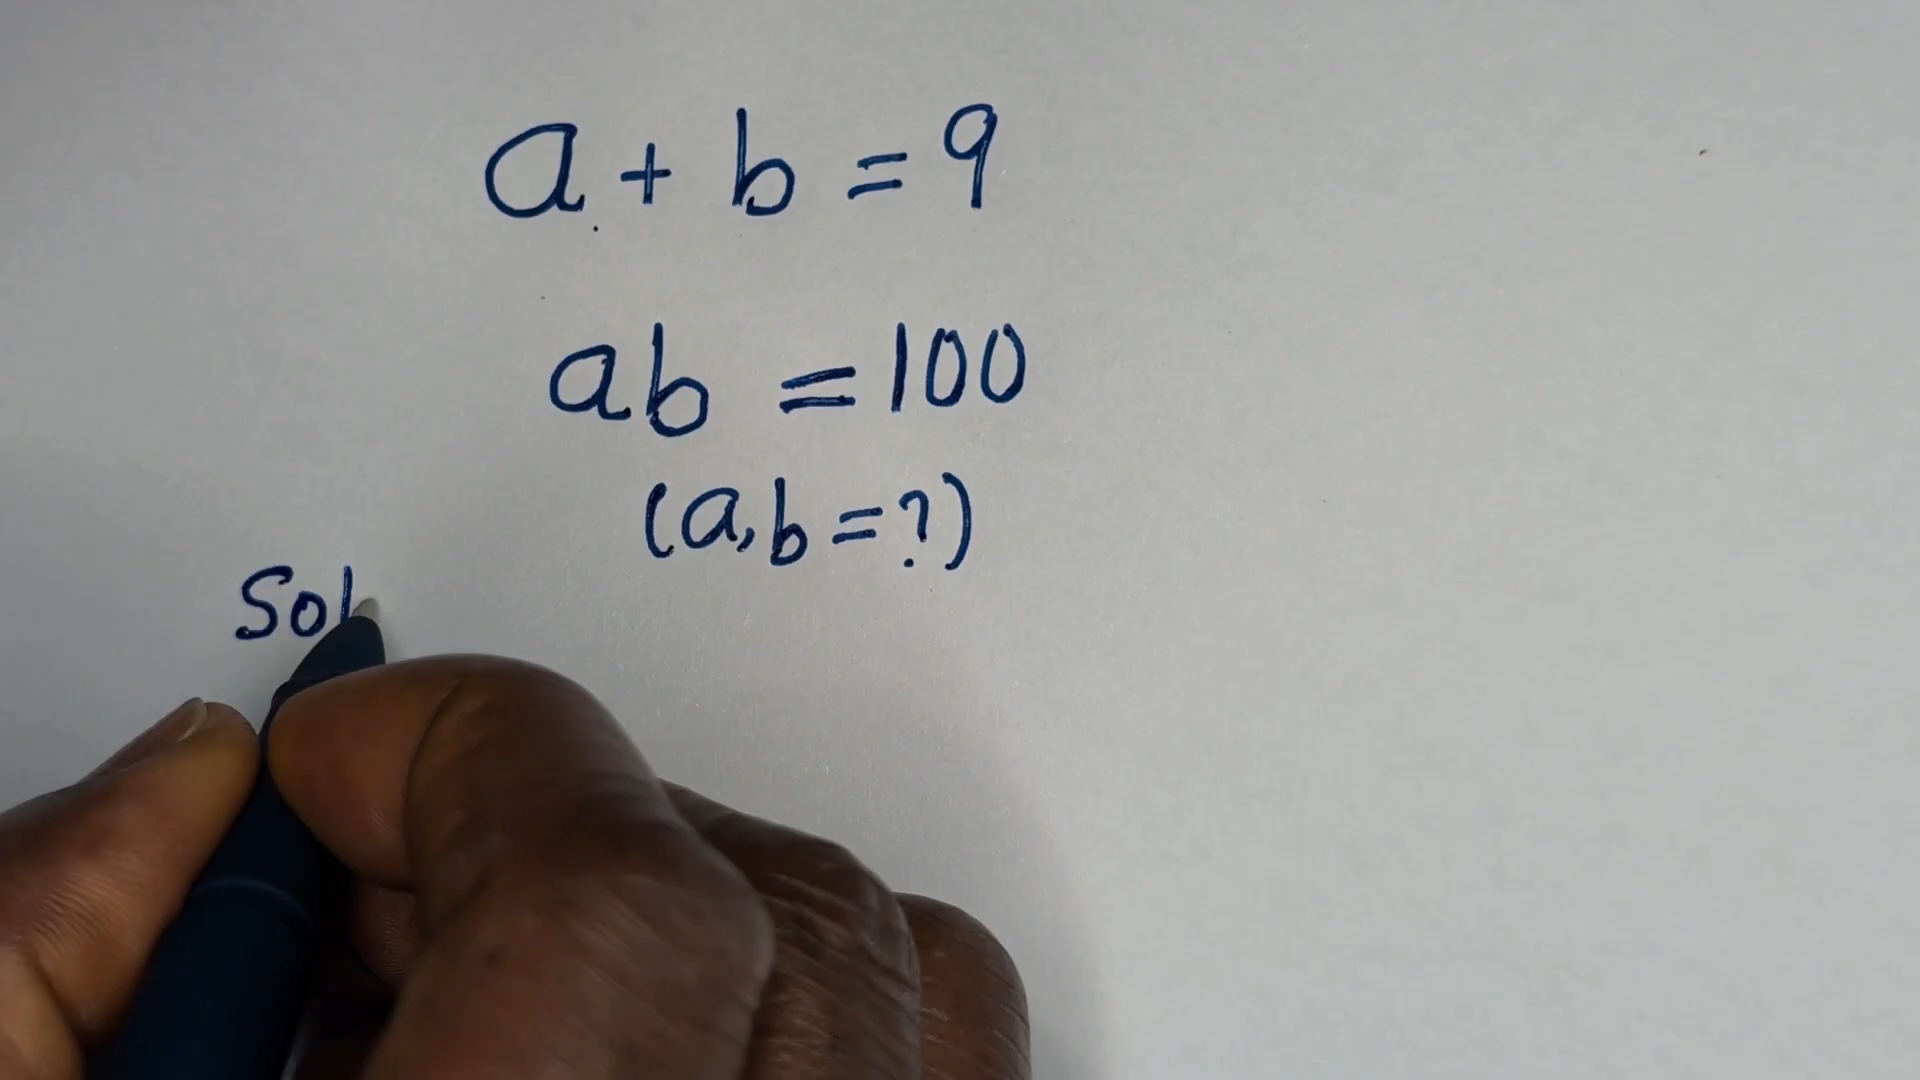 a + b = 9
ab = 100
(a, b = ?)
Sol